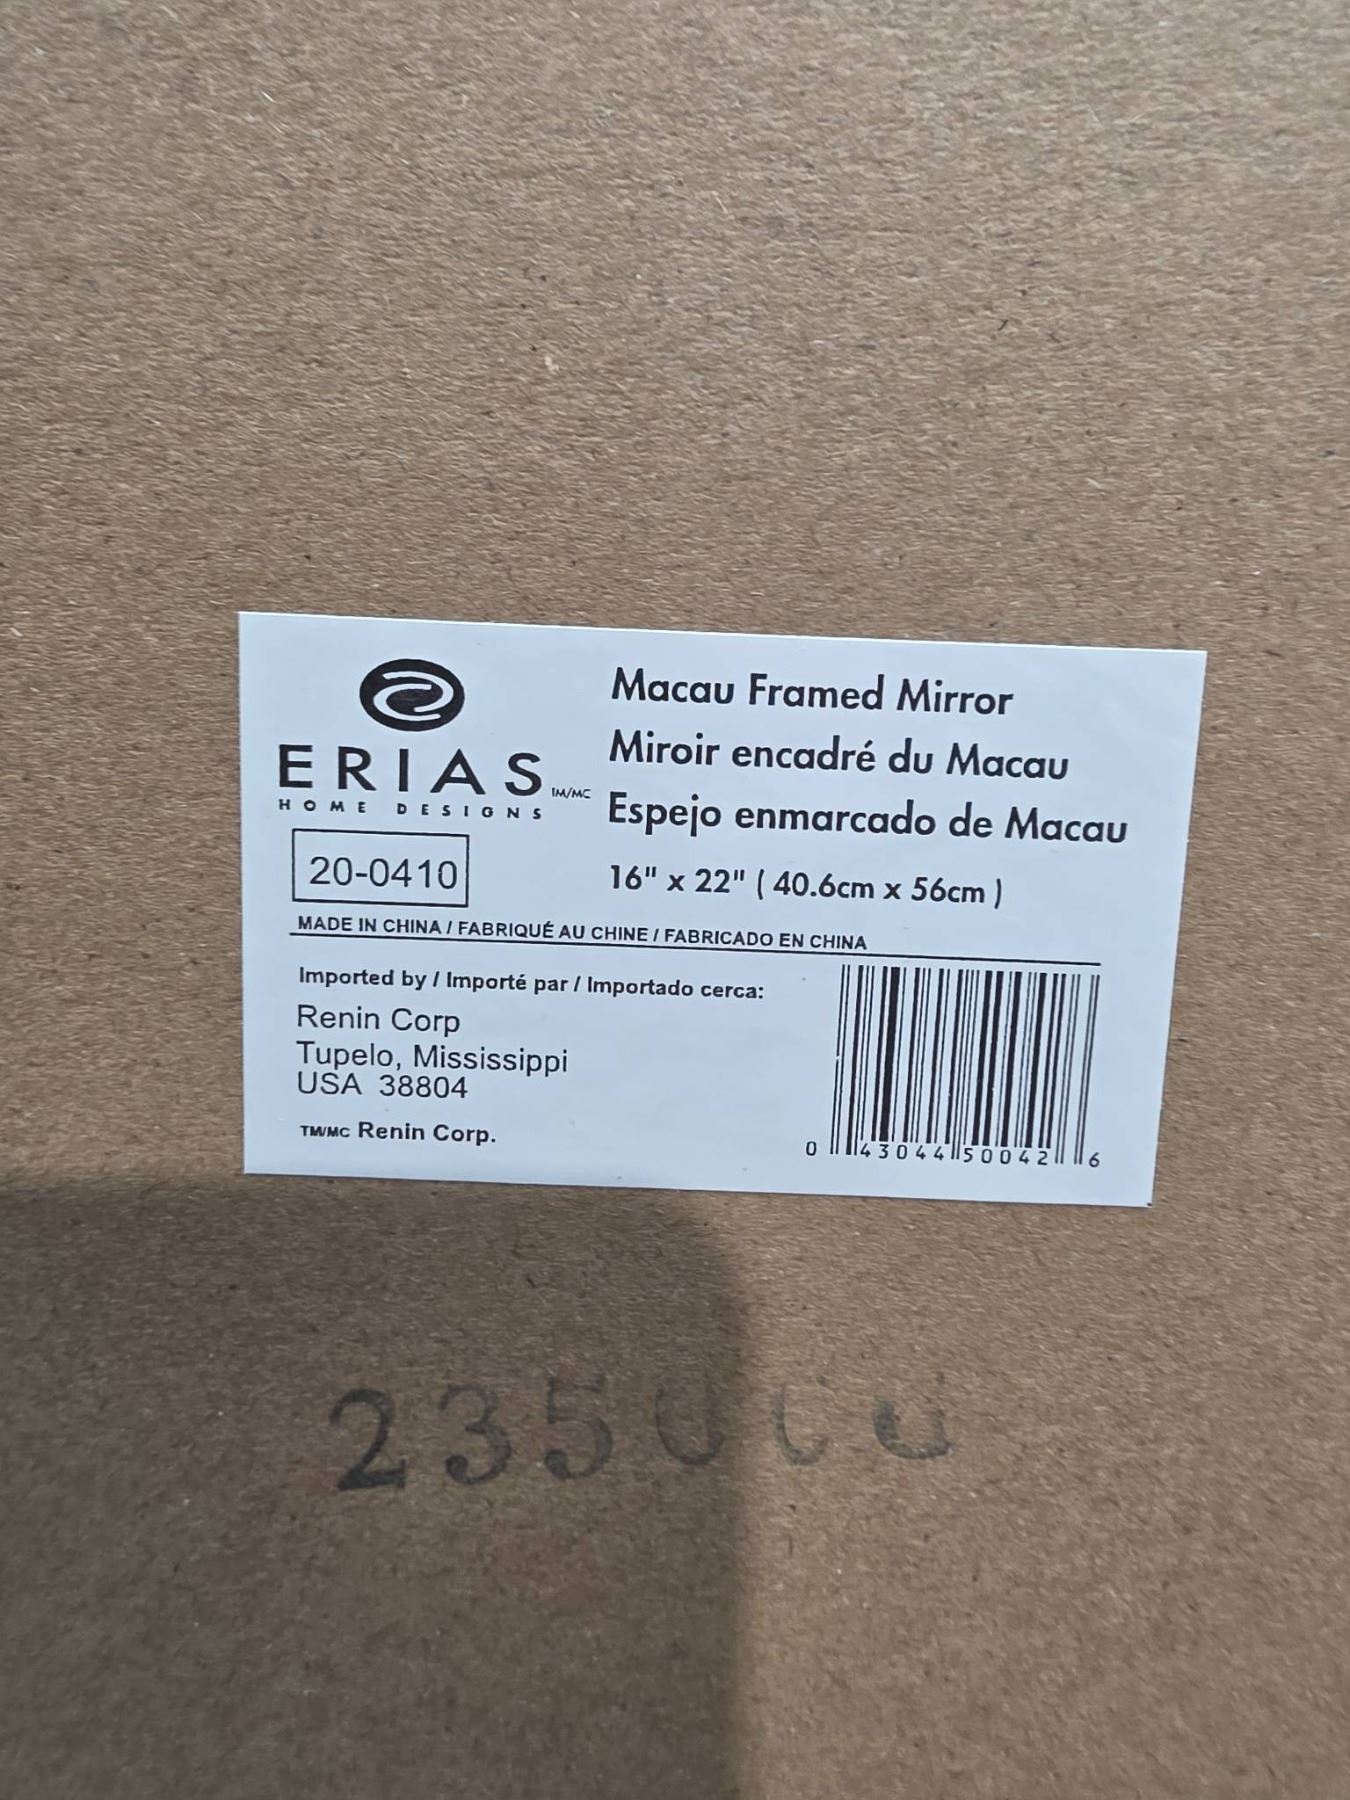 ERIAS TM/MC
HOME DESIGNS
20-0410
Macau Framed Mirror
Miroir encadré du Macau
Espejo enmarcado de Macau
16" x 22" ( 40.6cm x 56cm )
MADE IN CHINA / FABRIQUÉ AU CHINE / FABRICADO EN CHINA
Imported by / Importé par / Importado cerca:
Renin Corp
Tupelo, Mississippi
USA 38804
TM/MC Renin Corp.
0 43044 50042 6